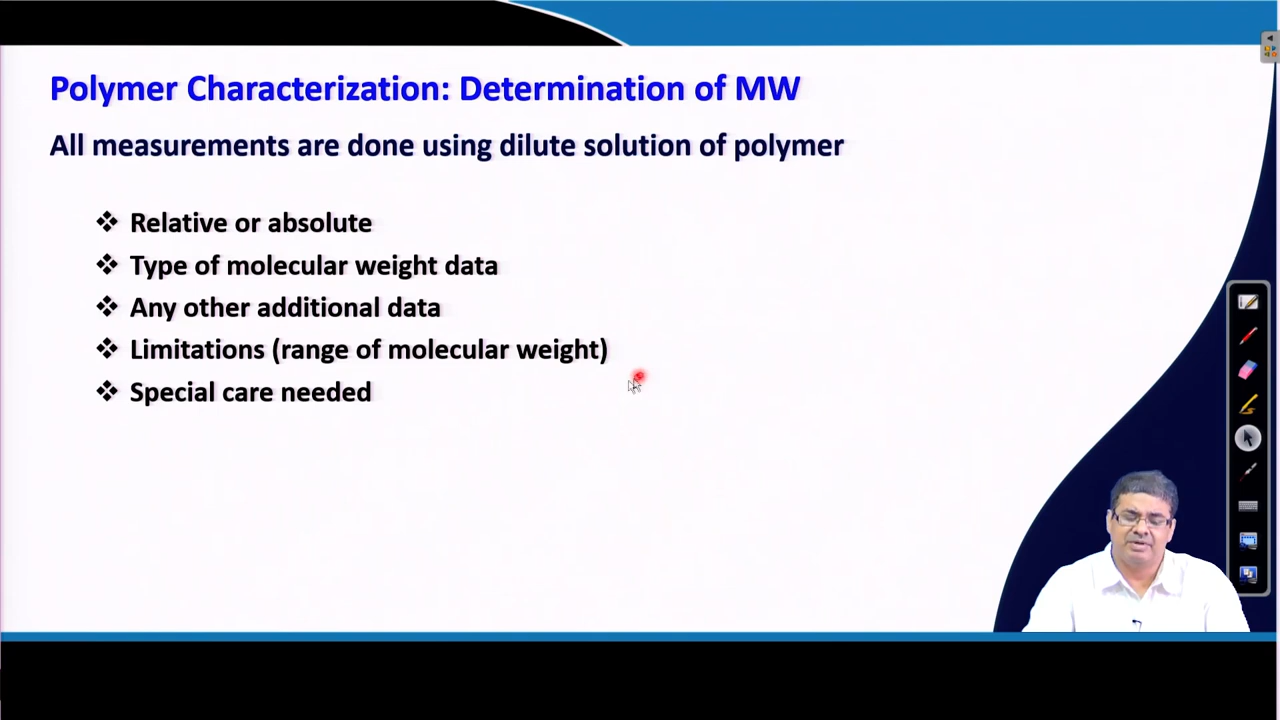 Polymer Characterization: Determination of MW
All measurements are done using dilute solution of polymer
❖ Relative or absolute
❖ Type of molecular weight data
❖ Any other additional data
❖ Limitations (range of molecular weight)
❖ Special care needed